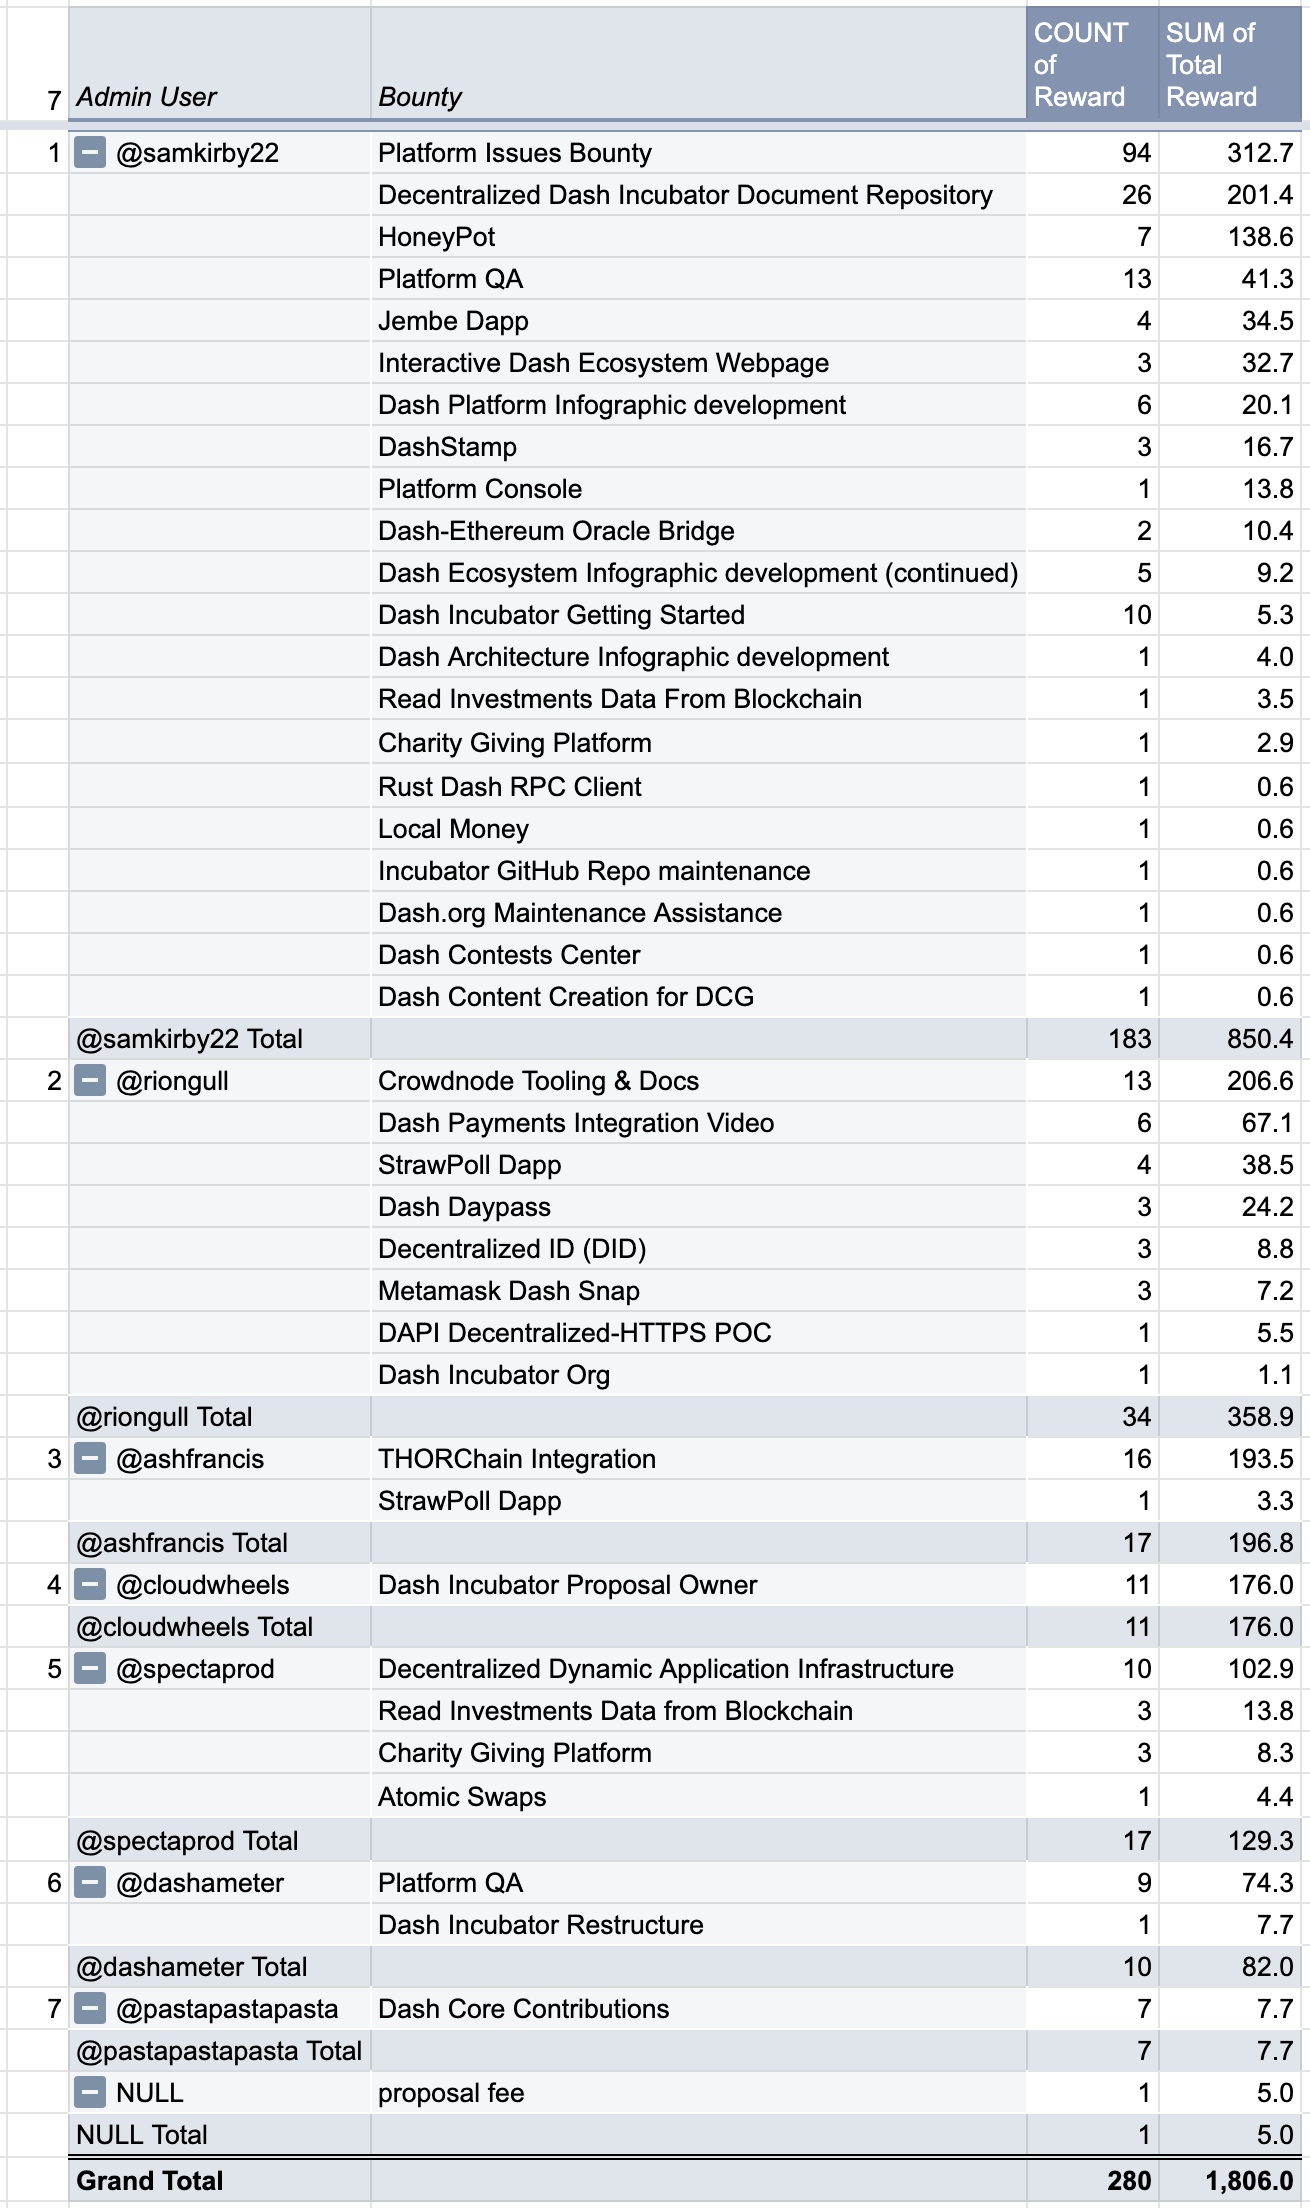 7 Admin User Bounty COUNT of Reward SUM of Total Reward
1 @samkirby22 Platform Issues Bounty 94 312.7
Decentralized Dash Incubator Document Repository 26 201.4
HoneyPot 7 138.6
Platform QA 13 41.3
Jembe Dapp 4 34.5
Interactive Dash Ecosystem Webpage 3 32.7
Dash Platform Infographic development 6 20.1
DashStamp 3 16.7
Platform Console 1 13.8
Dash-Ethereum Oracle Bridge 2 10.4
Dash Ecosystem Infographic development (continued) 5 9.2
Dash Incubator Getting Started 10 5.3
Dash Architecture Infographic development 1 4.0
Read Investments Data From Blockchain 1 3.5
Charity Giving Platform 1 2.9
Rust Dash RPC Client 1 0.6
Local Money 1 0.6
Incubator GitHub Repo maintenance 1 0.6
Dash.org Maintenance Assistance 1 0.6
Dash Contests Center 1 0.6
Dash Content Creation for DCG 1 0.6
@samkirby22 Total 183 850.4
2 @riongull Crowdnode Tooling & Docs 13 206.6
Dash Payments Integration Video 6 67.1
StrawPoll Dapp 4 38.5
Dash Daypass 3 24.2
Decentralized ID (DID) 3 8.8
Metamask Dash Snap 3 7.2
DAPI Decentralized-HTTPS POC 1 5.5
Dash Incubator Org 1 1.1
@riongull Total 34 358.9
3 @ashfrancis THORChain Integration 16 193.5
StrawPoll Dapp 1 3.3
@ashfrancis Total 17 196.8
4 @cloudwheels Dash Incubator Proposal Owner 11 176.0
@cloudwheels Total 11 176.0
5 @spectaprod Decentralized Dynamic Application Infrastructure 10 102.9
Read Investments Data from Blockchain 3 13.8
Charity Giving Platform 3 8.3
Atomic Swaps 1 4.4
@spectaprod Total 17 129.3
6 @dashameter Platform QA 9 74.3
Dash Incubator Restructure 1 7.7
@dashameter Total 10 82.0
7 @pastapastapasta Dash Core Contributions 7 7.7
@pastapastapasta Total 7 7.7
NULL proposal fee 1 5.0
NULL Total 1 5.0
Grand Total 280 1,806.0